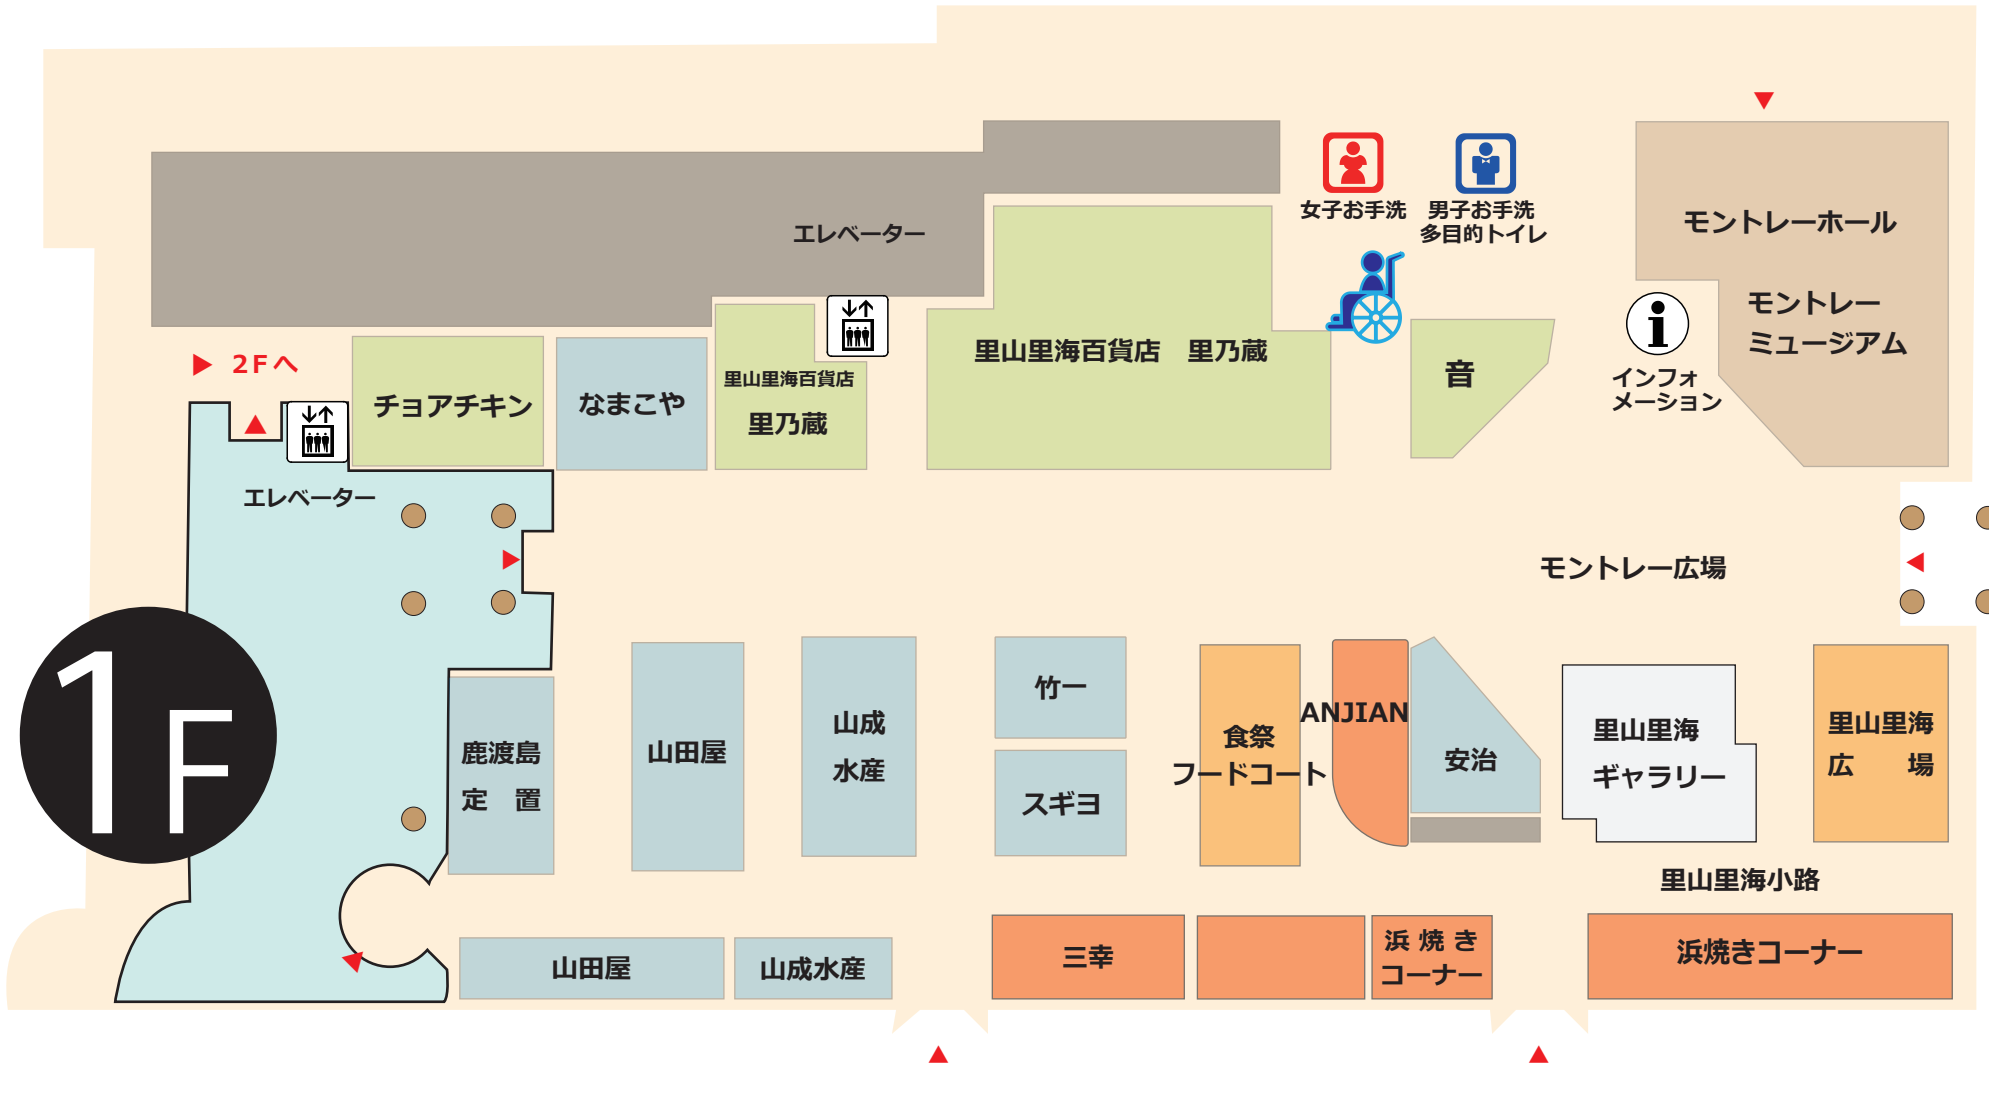 女子お手洗
男子お手洗
多目的トイレ
モントレーホール
エレベーター
モントレー
ミュージアム
里山里海百貨店　里乃蔵
2Fへ
チョアチキン
なまこや
里山里海百貨店
里乃蔵
音
インフォ
メーション
エレベーター
モントレー広場
1F
鹿渡島
定　置
山田屋
山成
水産
竹一
スギヨ
食祭
フードコート
ANJIAN
安治
里山里海
ギャラリー
里山里海
広　　場
里山里海小路
山田屋
山成水産
三幸
浜 焼 き
コーナー
浜焼きコーナー